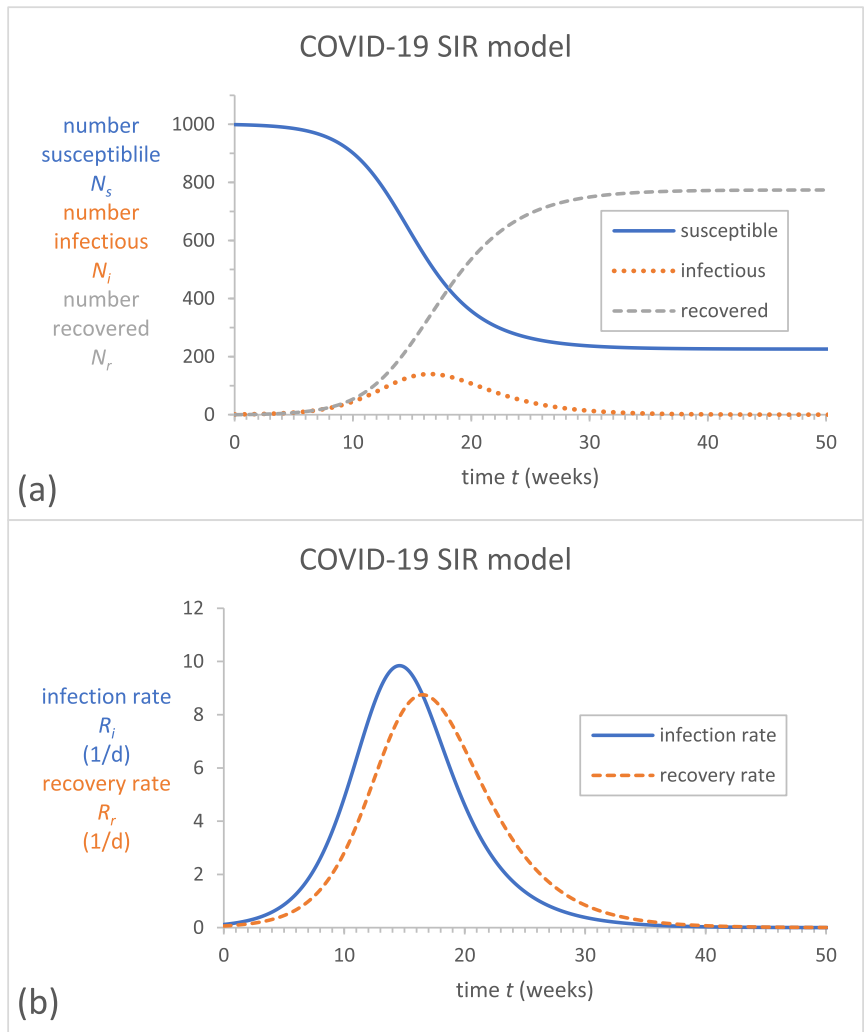 COVID-19 SIR model
number
susceptiblile
Ns
number
infectious
Ni
number
recovered
Nr
1000
800
600
400
200
0
susceptible
infectious
recovered
0 10 20 30 40 50
time t (weeks)
(a)
COVID-19 SIR model
infection rate
Ri
(1/d)
recovery rate
Rr
(1/d)
12
10
8
6
4
2
0
infection rate
recovery rate
0 10 20 30 40 50
time t (weeks)
(b)